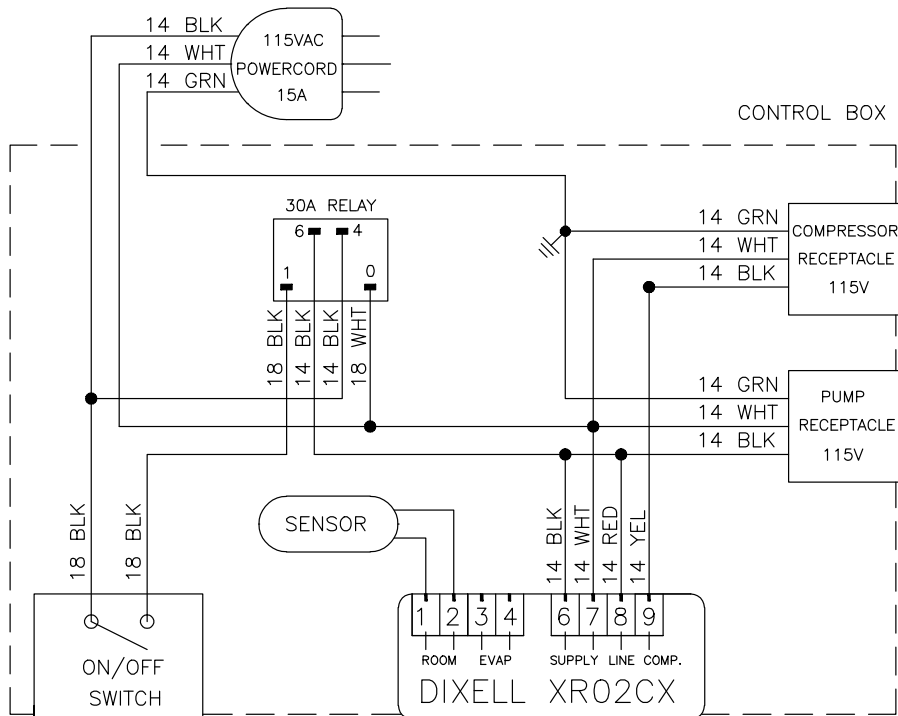 14 BLK
14 WHT
14 GRN
115VAC
POWERCORD
15A
CONTROL BOX
30A RELAY
6 4
1 0
18 BLK
14 BLK
14 BLK
18 WHT
14 GRN
14 WHT
14 BLK
COMPRESSOR
RECEPTACLE
115V
14 GRN
14 WHT
14 BLK
PUMP
RECEPTACLE
115V
18 BLK
18 BLK
SENSOR
14 BLK
14 WHT
14 RED
14 YEL
1 2 3 4 6 7 8 9
ROOM EVAP SUPPLY LINE COMP.
DIXELL XR02CX
ON/OFF
SWITCH